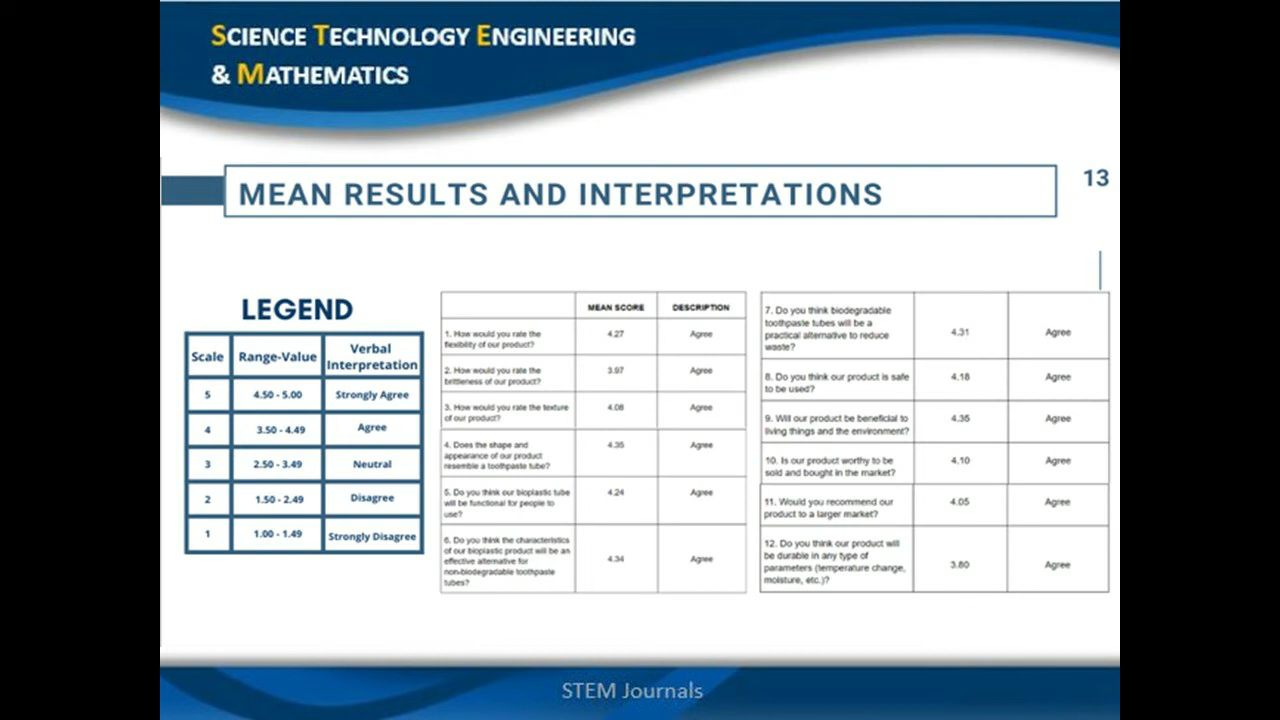 SCIENCE TECHNOLOGY ENGINEERING
& MATHEMATICS
MEAN RESULTS AND INTERPRETATIONS
13
LEGEND
Scale Range-Value Verbal Interpretation
5 4.50 - 5.00 Strongly Agree
4 3.50 - 4.49 Agree
3 2.50 - 3.49 Neutral
2 1.50 - 2.49 Disagree
1 1.00 - 1.49 Strongly Disagree
MEAN SCORE DESCRIPTION
1. How would you rate the
flexibility of our product?
4.27 Agree
2. How would you rate the
brittleness of our product?
3.97 Agree
3. How would you rate the texture
of our product?
4.08 Agree
4. Does the shape and
appearance of our product
resemble a toothpaste tube?
4.35 Agree
5. Do you think our bioplastic tube
will be functional for people to
use?
4.24 Agree
6. Do you think the characteristics
of our bioplastic product will be an
effective alternative for
non-biodegradable toothpaste
tubes?
4.34 Agree
7. Do you think biodegradable
toothpaste tubes will be a
practical alternative to reduce
waste?
4.31 Agree
8. Do you think our product is safe
to be used?
4.18 Agree
9. Will our product be beneficial to
living things and the environment?
4.35 Agree
10. Is our product worthy to be
sold and bought in the market?
4.10 Agree
11. Would you recommend our
product to a larger market?
4.05 Agree
12. Do you think our product will
be durable in any type of
parameters (temperature change,
moisture, etc.)?
3.80 Agree
STEM Journals